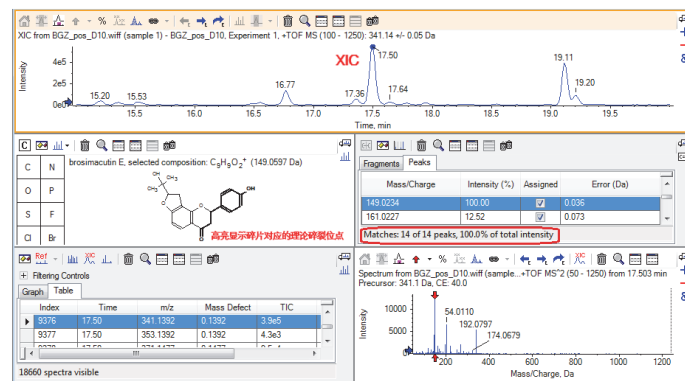 % 
XIC from BGZ_pos_D10.wiff (sample 1) - BGZ_pos_D10, Experiment 1, +TOF MS (100 - 1250): 341.14 +/- 0.05 Da
XIC
17.50
19.11
4e5
2e5
0e0
Intensity
15.20
15.53
16.77
17.36
17.64
19.20
15.5 16.0 16.5 17.0 17.5 18.0 18.5 19.0 19.5
Time, min
C
C N
O P
S F
Cl Br
brosimacutin E, selected composition: C₉H₉O₂⁺ (149.0597 Da)
OH
CH₃
CH₃
O
O
OH
O
高亮显示碎片对应的理论碎裂位点
Fragments Peaks
Mass/Charge Intensity (%) Assigned Error (Da)
149.0234 100.00 0.036
161.0227 12.52 0.073
Matches: 14 of 14 peaks, 100.0% of total intensity
Ref
Filtering Controls
Graph Table
Index Time m/z Mass Defect TIC
9376 17.50 341.1392 0.1392 3.9e5
9377 17.50 353.1392 0.1392 4.3e3
18660 spectra visible
%
Spectrum from BGZ_pos_D10.wiff (sample...+TOF MS^2 (50 - 1250) from 17.503 min
Precursor: 341.1 Da, CE: 40.0
Intensity
10000
5000
0
54.0110
192.0797
174.0679
200 400 600 800 1000 1200
Mass/Charge, Da